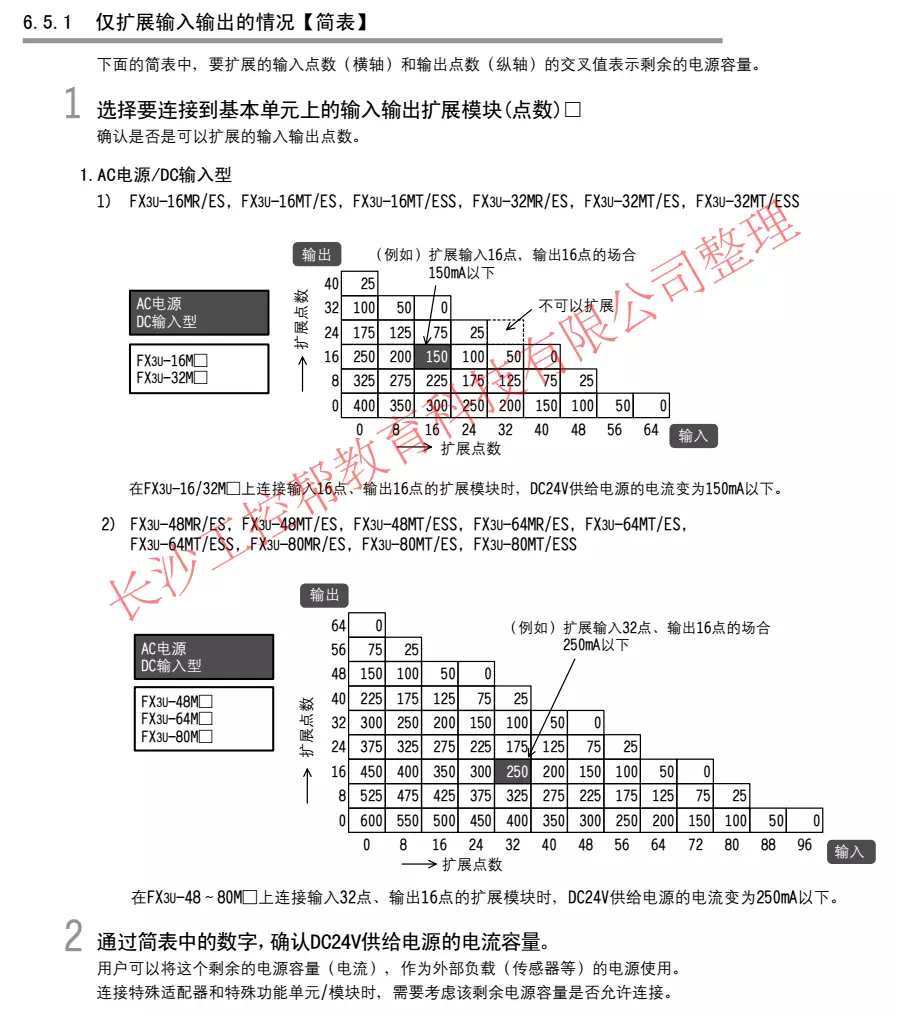 6.5.1 仅扩展输入输出的情况【简表】
下面的简表中，要扩展的输入点数（横轴）和输出点数（纵轴）的交叉值表示剩余的电源容量。
1 选择要连接到基本单元上的输入输出扩展模块(点数)□
确认是否是可以扩展的输入输出点数。
1.AC电源/DC输入型
1) FX3U-16MR/ES，FX3U-16MT/ES，FX3U-16MT/ESS，FX3U-32MR/ES，FX3U-32MT/ES，FX3U-32MT/ESS
输出
（例如）扩展输入16点，输出16点的场合
150mA以下
不可以扩展
AC电源
DC输入型
FX3U-16M□
FX3U-32M□
扩展点数
40 25
32 100 50 0
24 175 125 75 25
16 250 200 150 100 50 0
8 325 275 225 175 125 75 25
0 400 350 300 250 200 150 100 50 0
0 8 16 24 32 40 48 56 64 输入
扩展点数
在FX3U-16/32M□上连接输入16点、输出16点的扩展模块时，DC24V供给电源的电流变为150mA以下。
2) FX3U-48MR/ES，FX3U-48MT/ES，FX3U-48MT/ESS，FX3U-64MR/ES，FX3U-64MT/ES，
FX3U-64MT/ESS，FX3U-80MR/ES，FX3U-80MT/ES，FX3U-80MT/ESS
输出
（例如）扩展输入32点、输出16点的场合
250mA以下
AC电源
DC输入型
FX3U-48M□
FX3U-64M□
FX3U-80M□
扩展点数
64 0
56 75 25
48 150 100 50 0
40 225 175 125 75 25
32 300 250 200 150 100 50 0
24 375 325 275 225 175 125 75 25
16 450 400 350 300 250 200 150 100 50 0
8 525 475 425 375 325 275 225 175 125 75 25
0 600 550 500 450 400 350 300 250 200 150 100 50 0
0 8 16 24 32 40 48 56 64 72 80 88 96 输入
扩展点数
在FX3U-48～80M□上连接输入32点、输出16点的扩展模块时，DC24V供给电源的电流变为250mA以下。
2 通过简表中的数字，确认DC24V供给电源的电流容量。
用户可以将这个剩余的电源容量（电流），作为外部负载（传感器等）的电源使用。
连接特殊适配器和特殊功能单元/模块时，需要考虑该剩余电源容量是否允许连接。
长沙工控帮教育科技有限公司整理